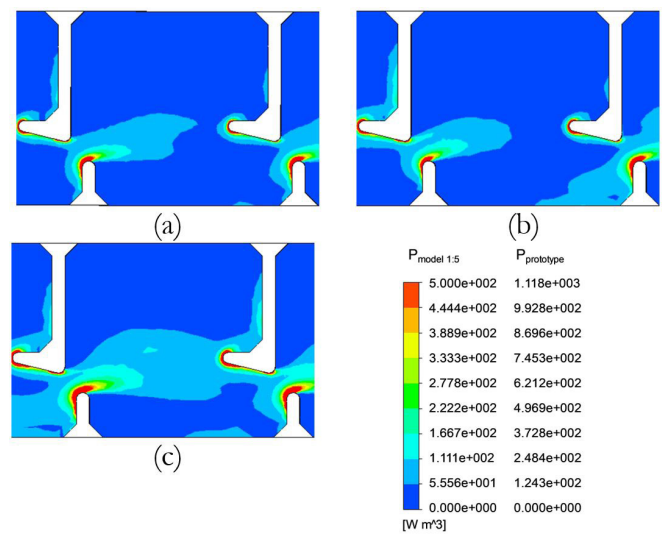 (a)
(b)
(c)
P model 1:5 P prototype
5.000e+002 1.118e+003
4.444e+002 9.928e+002
3.889e+002 8.696e+002
3.333e+002 7.453e+002
2.778e+002 6.212e+002
2.222e+002 4.969e+002
1.667e+002 3.728e+002
1.111e+002 2.484e+002
5.556e+001 1.243e+002
0.000e+000 0.000e+000
[W m^3]